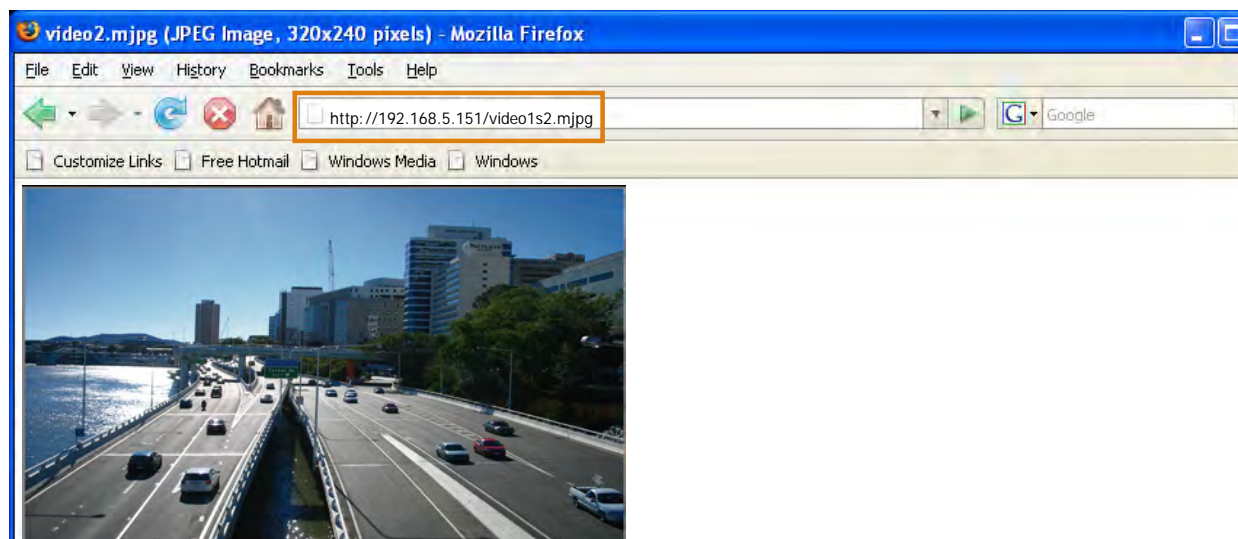 video2.mjpg (JPEG Image, 320x240 pixels) - Mozilla Firefox
File Edit View History Bookmarks Tools Help
http://192.168.5.151/video1s2.mjpg G Google
Customize Links Free Hotmail Windows Media Windows